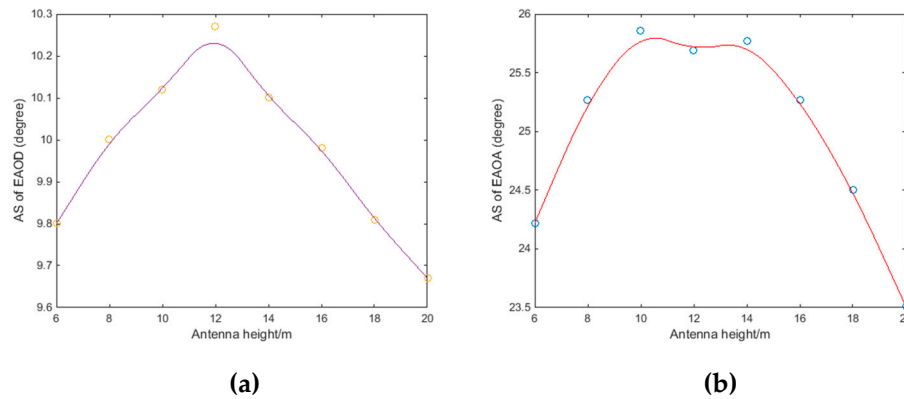 10.3
10.2
10.1
10
9.9
9.8
9.7
9.6
AS of EAOD (degree)
6 8 10 12 14 16 18 20
Antenna height/m
(a)
26
25.5
25
24.5
24
23.5
AS of EAOA (degree)
6 8 10 12 14 16 18
Antenna height/m
(b)